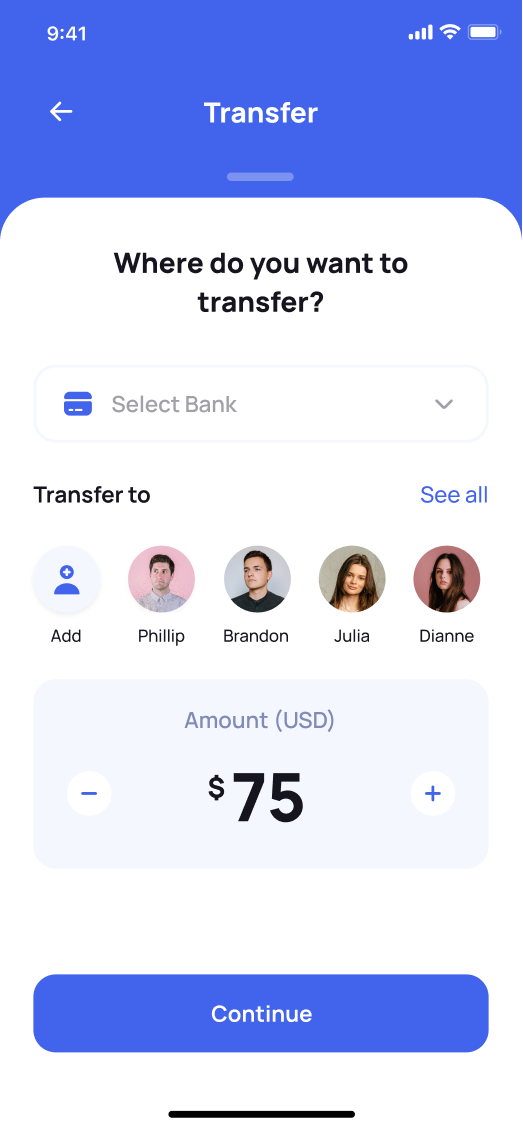 9:41
Transfer
Where do you want to
transfer?
Select Bank
Transfer to
See all
Add
Phillip
Brandon
Julia
Dianne
Amount (USD)
$75
Continue